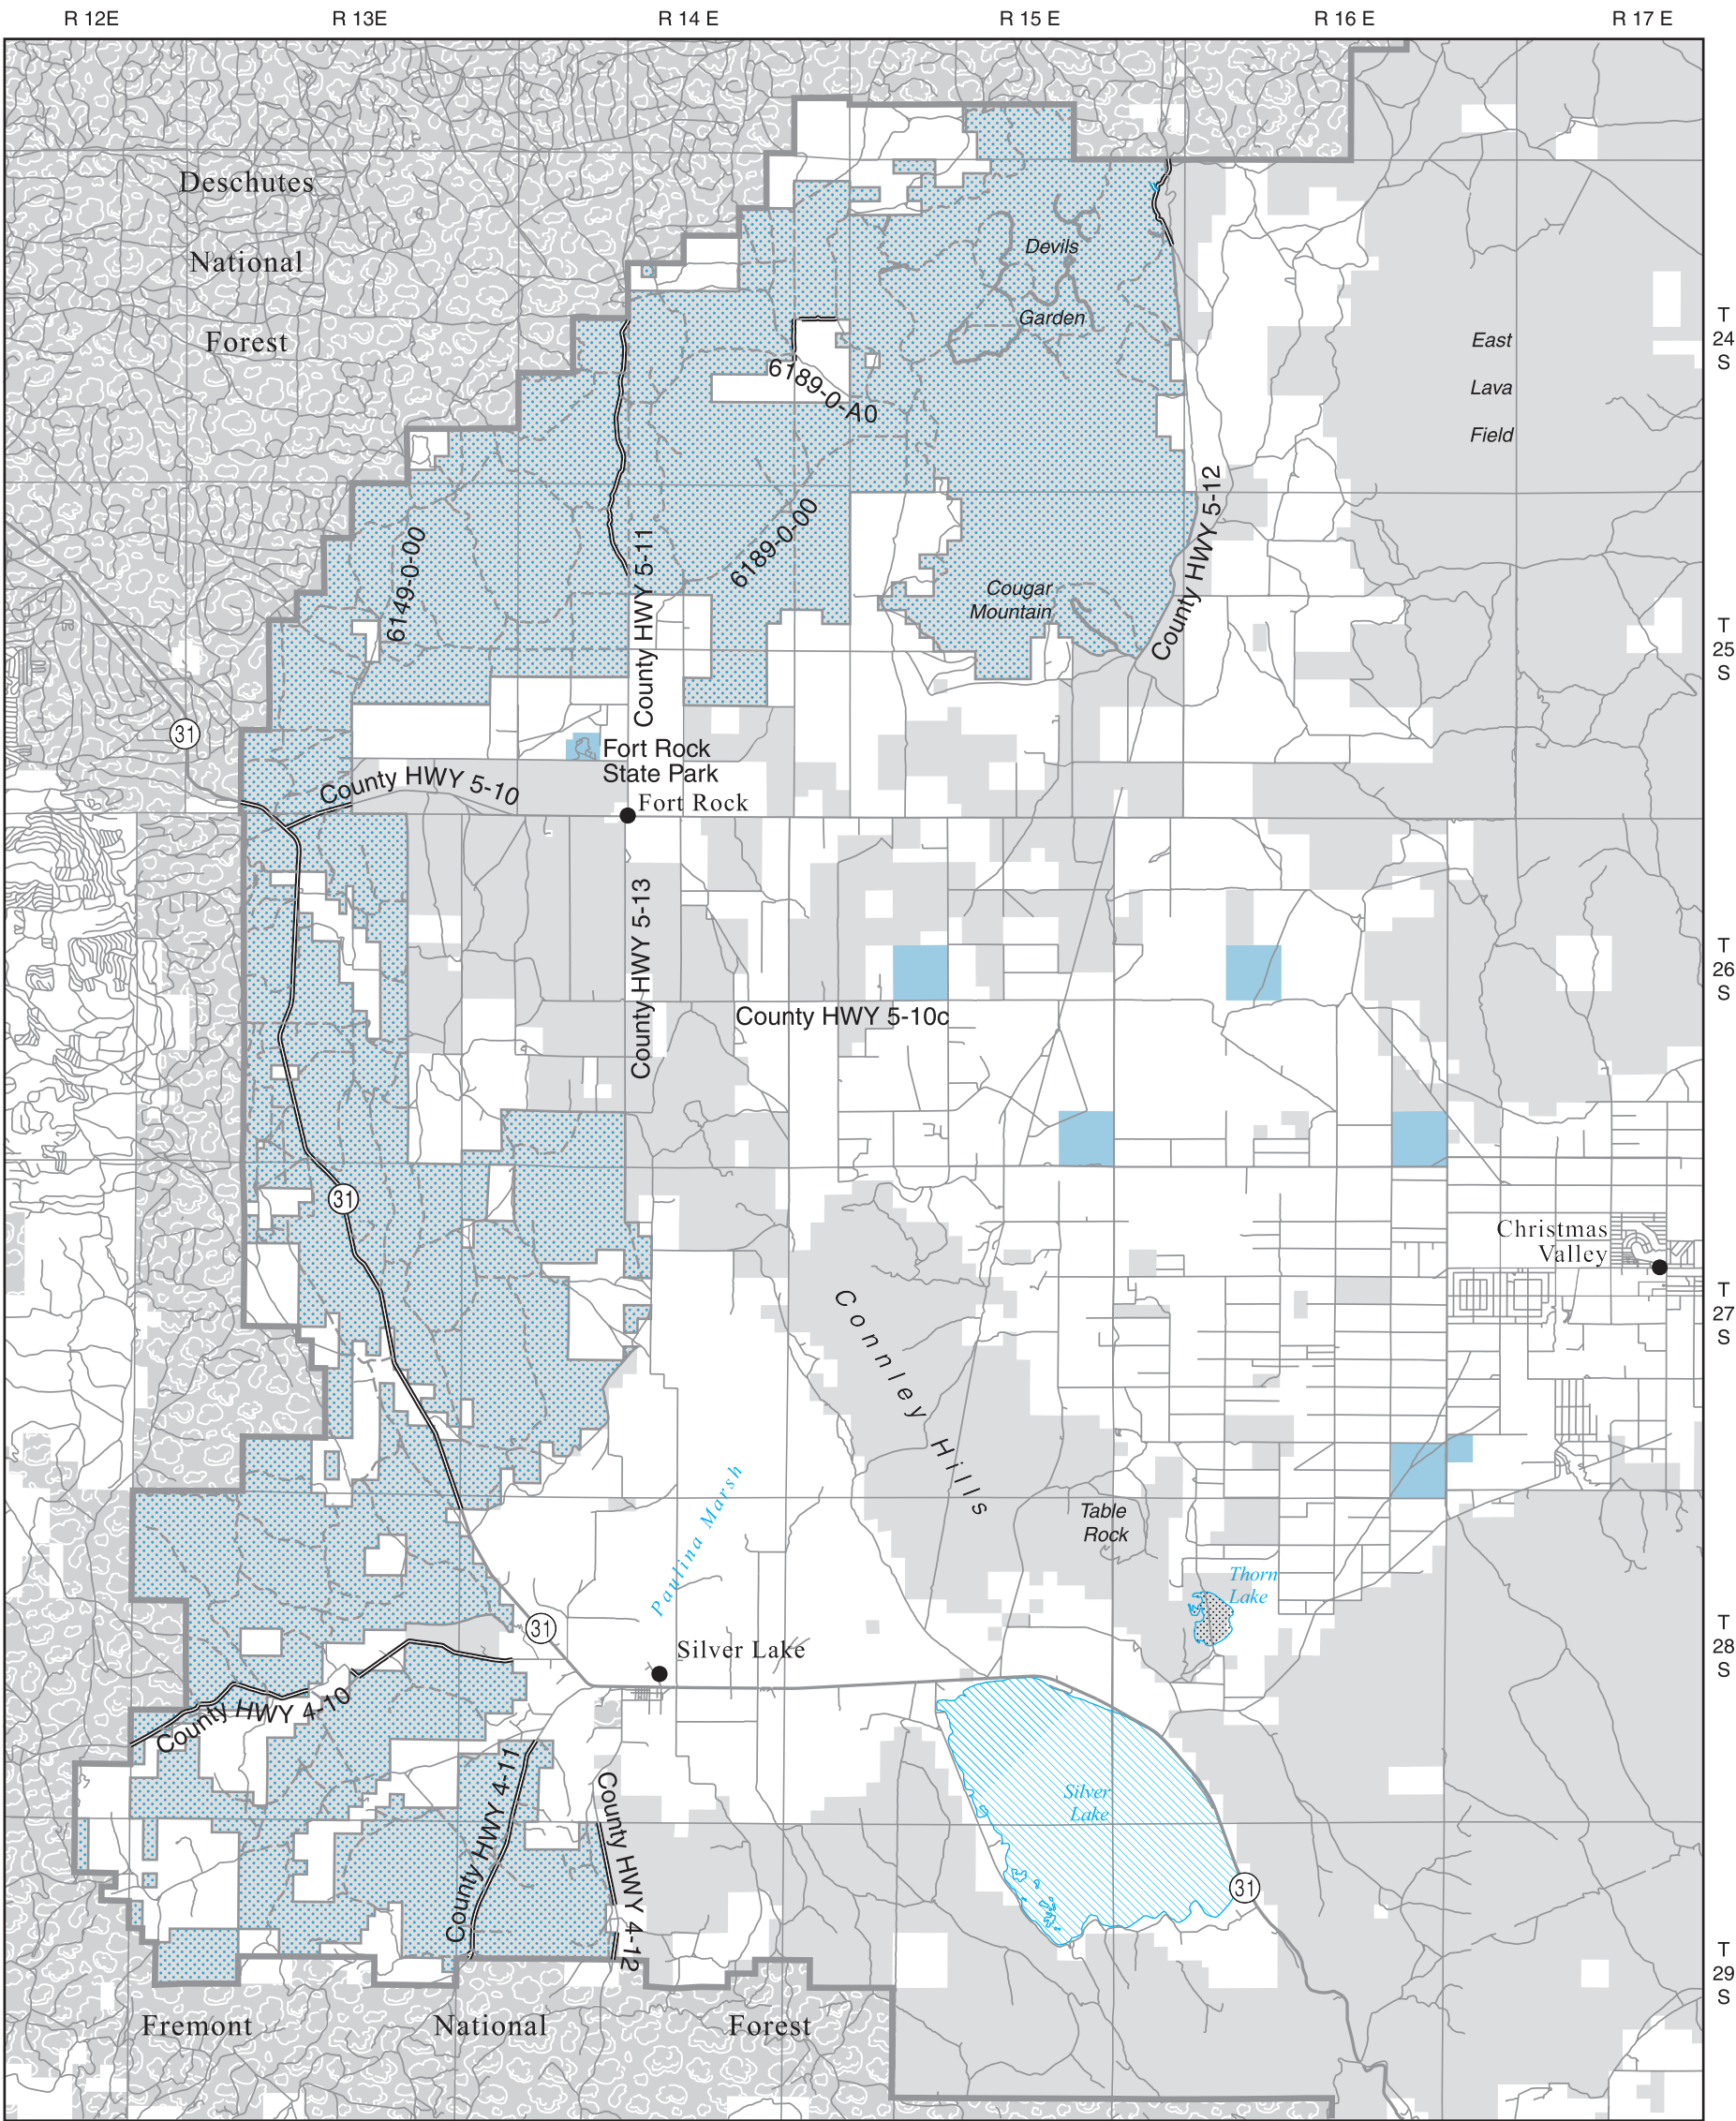 R 12E
R 13E
R 14 E
R 15 E
R 16 E
R 17 E
Deschutes
National
Forest
Devils
Garden
East
Lava
Field
T
24
S
6189-0-A0
6149-0-00
6189-0-00
County HWY 5-11
County HWY 5-12
Cougar
Mountain
T
25
S
31
Fort Rock
State Park
County HWY 5-10
Fort Rock
County HWY 5-13
County HWY 5-10c
T
26
S
31
Christmas
Valley
Connley Hills
T
27
S
Paulina Marsh
Table
Rock
Thorn
Lake
31
Silver Lake
T
28
S
County HWY 4-10
County HWY 4-11
County HWY 4-12
Silver
Lake
31
T
29
S
Fremont
National
Forest